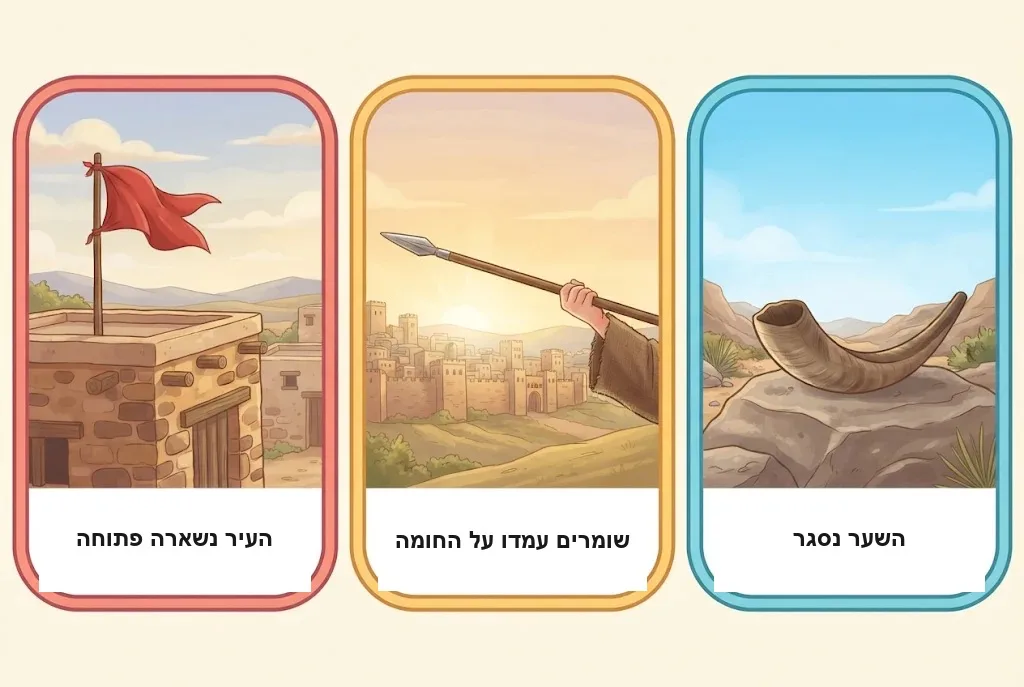 השער נסגר
שומרים עמדו על החומה
העיר נשארה פתוחה